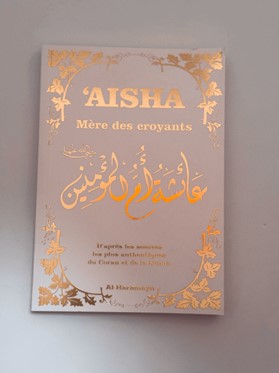 'AISHA
Mère des croyants
عائشة أم المؤمنين
D'après les sources
les plus authentiques
du Coran et de la
Al-Haramayn